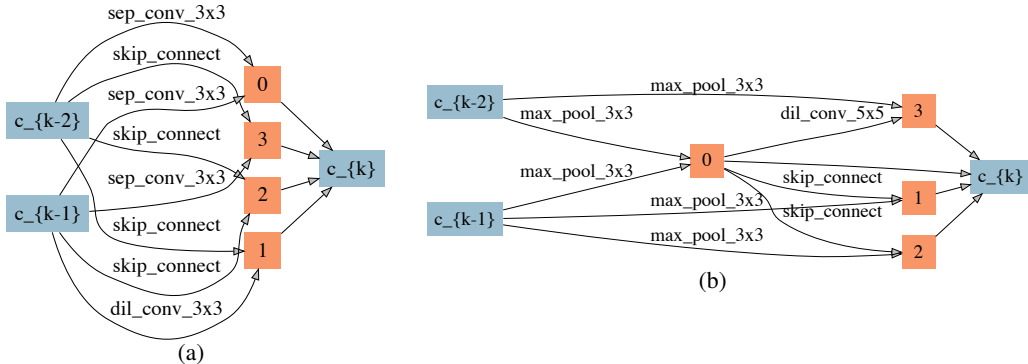 sep_conv_3x3
skip_connect
0
sep_conv_3x3
c_{k-2}
skip_connect
3
c_{k}
sep_conv_3x3
2
c_{k-1}
skip_connect
1
skip_connect
dil_conv_3x3
(a)
max_pool_3x3
c_{k-2}
max_pool_3x3
dil_conv_5x5
3
0
max_pool_3x3
skip_connect
c_{k}
max_pool_3x3
1
c_{k-1}
skip_connect
max_pool_3x3
2
(b)